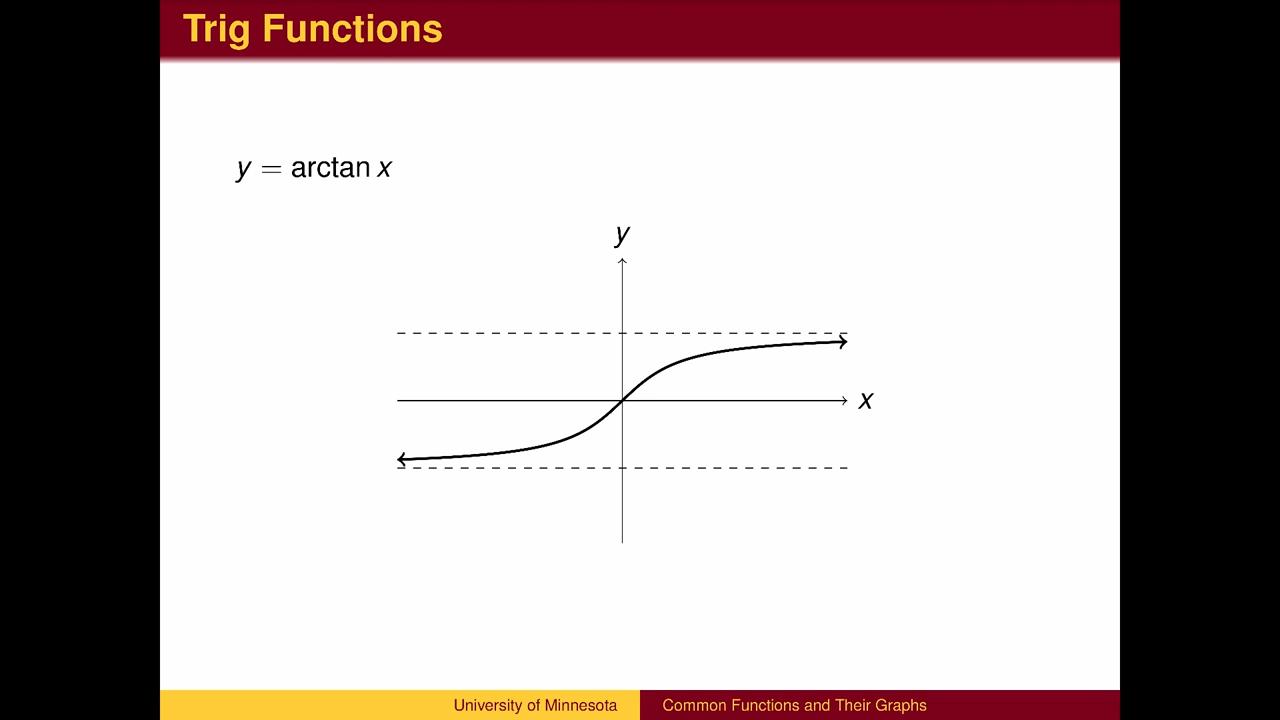 Trig Functions
y = arctan x
y
x
University of Minnesota
Common Functions and Their Graphs